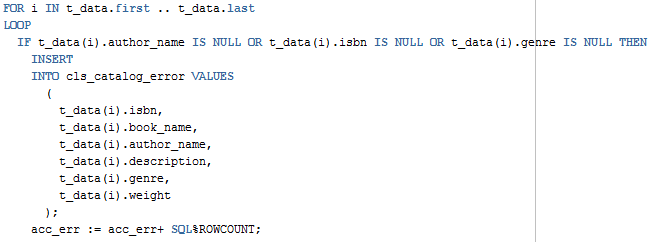 FOR i IN t_data.first .. t_data.last
LOOP
IF t_data(i).author_name IS NULL OR t_data(i).isbn IS NULL OR t_data(i).genre IS NULL THEN
INSERT
INTO cls_catalog_error VALUES
(
t_data(i).isbn,
t_data(i).book_name,
t_data(i).author_name,
t_data(i).description,
t_data(i).genre,
t_data(i).weight
);
acc_err := acc_err+ SQL%ROWCOUNT;